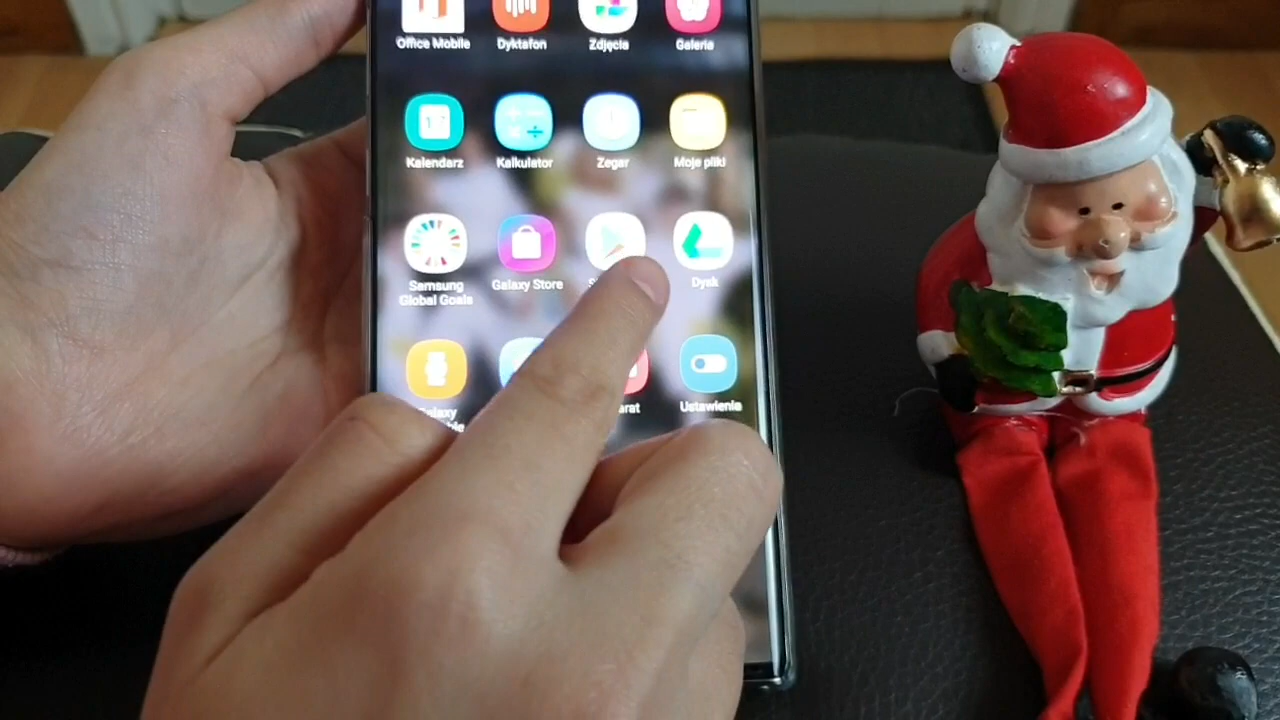 Office Mobile Dyktafon Zdjęcia Galeria
Kalendarz Kalkulator Zegar Moje pliki
Samsung Galaxy Store Dysk
Global Goals
Ustawienia